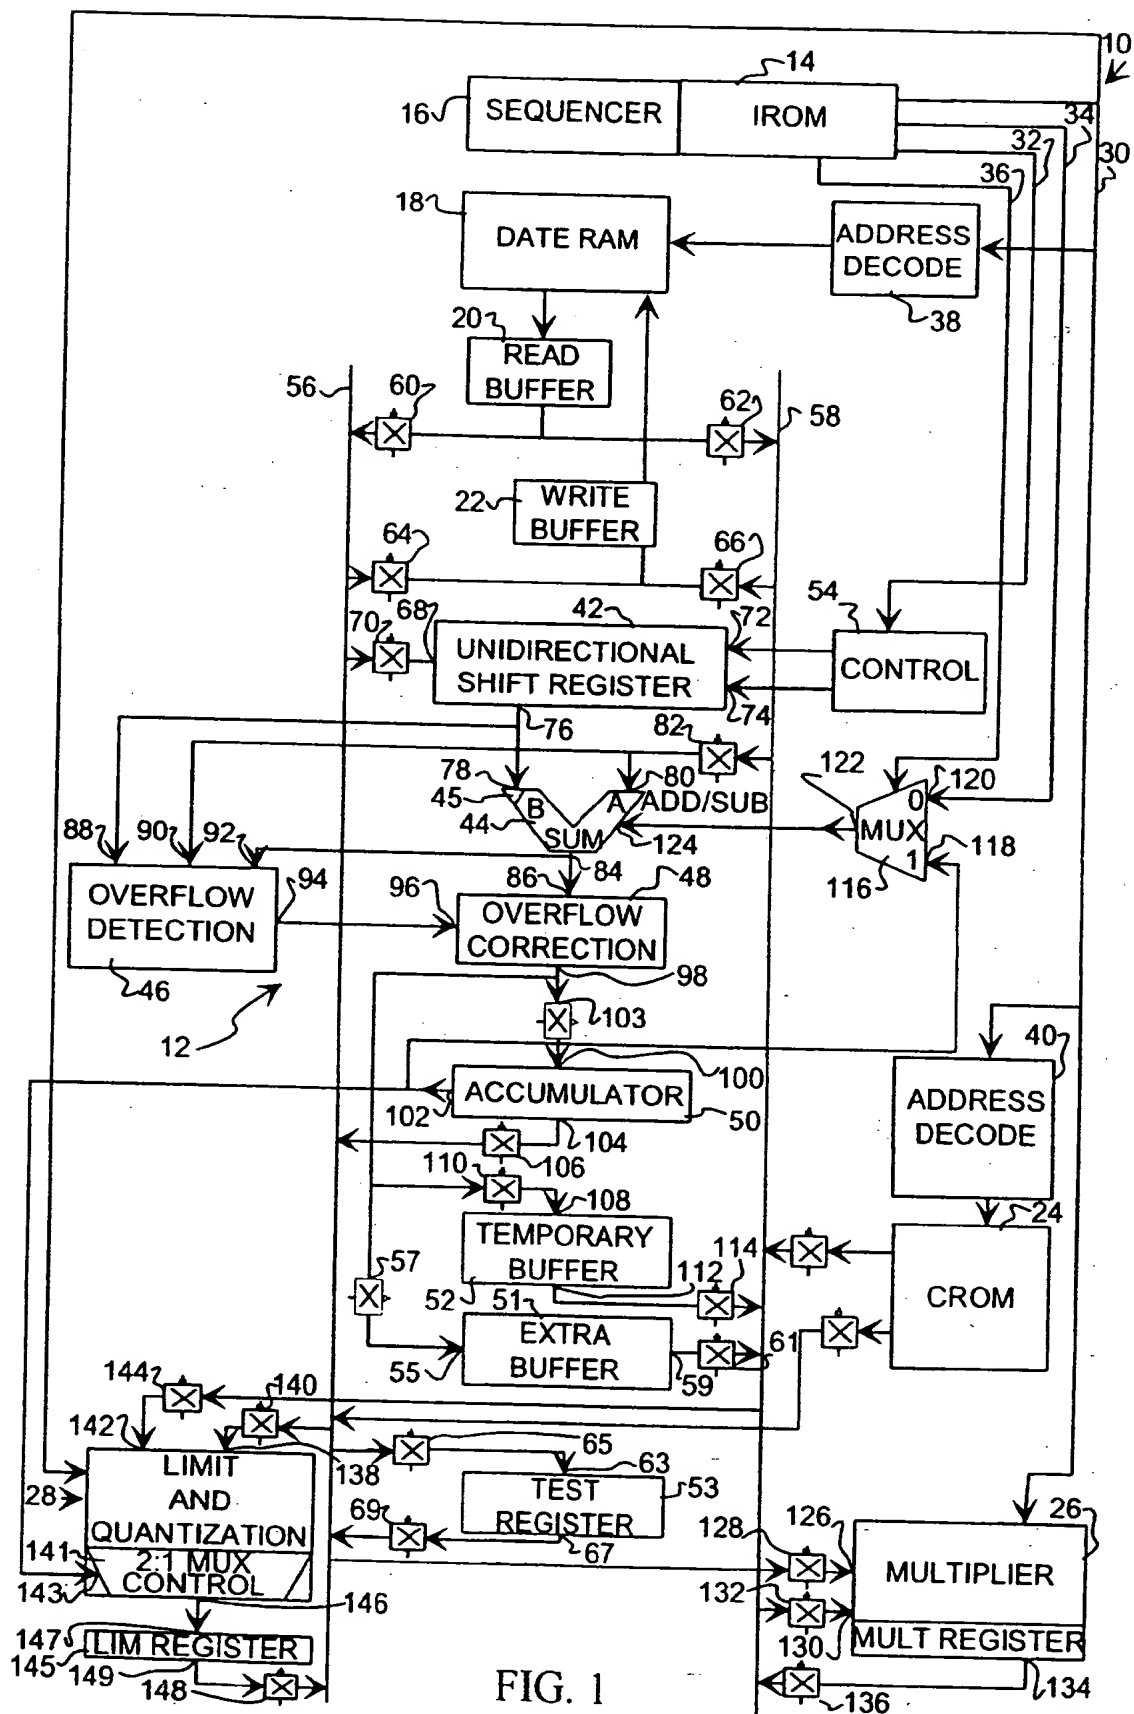 10
14
16
SEQUENCER
IROM
34
32
30
36
18
DATE RAM
ADDRESS
DECODE
38
20
READ
BUFFER
56
60
62
58
22
WRITE
BUFFER
64
66
54
42
68
72
70
UNIDIRECTIONAL
SHIFT REGISTER
CONTROL
74
76
82
122
120
78
80
45
B
A
ADD/SUB
0
44
MUX
SUM
118
124
1
88
90
92
84
116
86
48
94
96
OVERFLOW
DETECTION
OVERFLOW
CORRECTION
46
98
103
12
40
100
ACCUMULATOR
102
50
ADDRESS
DECODE
104
106
110
108
24
TEMPORARY
BUFFER
57
114
112
52
51
CROM
EXTRA
BUFFER
61
55
59
144
140
142
65
138
63
LIMIT
AND
QUANTIZATION
28
TEST
REGISTER
53
69
67
26
128
126
141
2:1 MUX
CONTROL
143
MULTIPLIER
132
146
130
MULT REGISTER
147
LIM REGISTER
145
149
148
134
136
FIG. 1